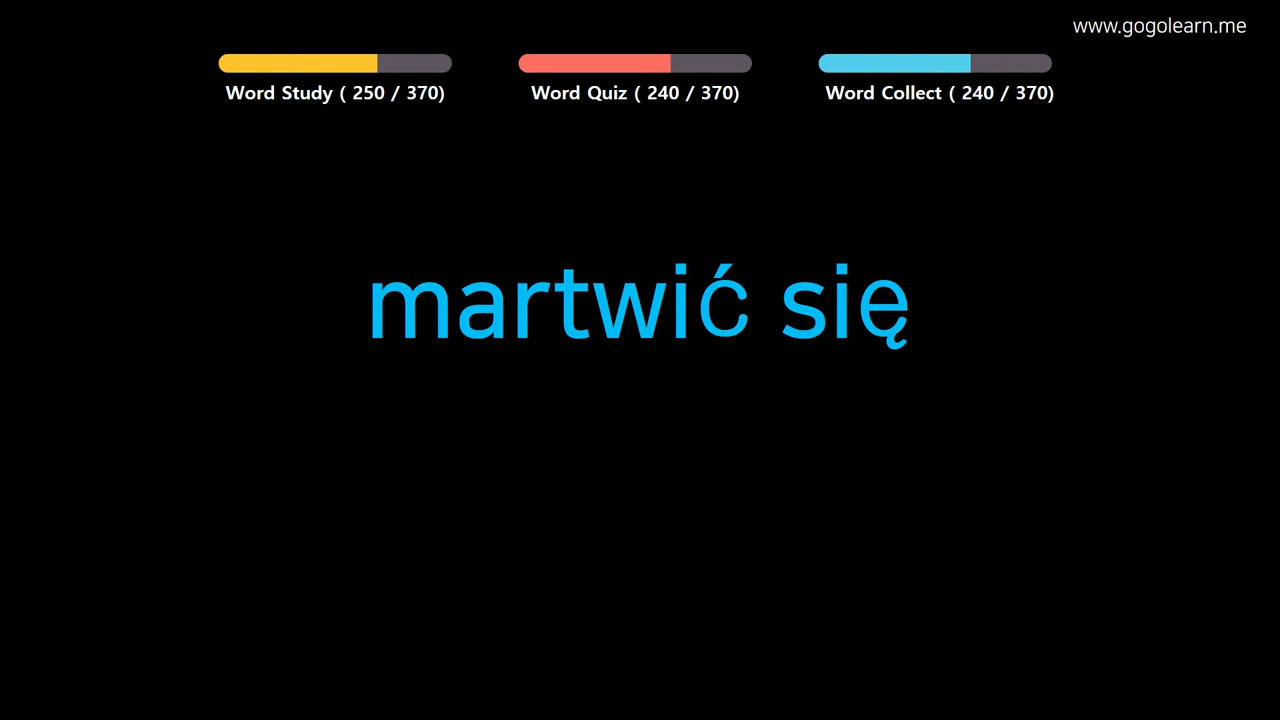 www.gogolearn.me
Word Study ( 250 / 370)
Word Quiz ( 240 / 370)
Word Collect ( 240 / 370)
martwić się